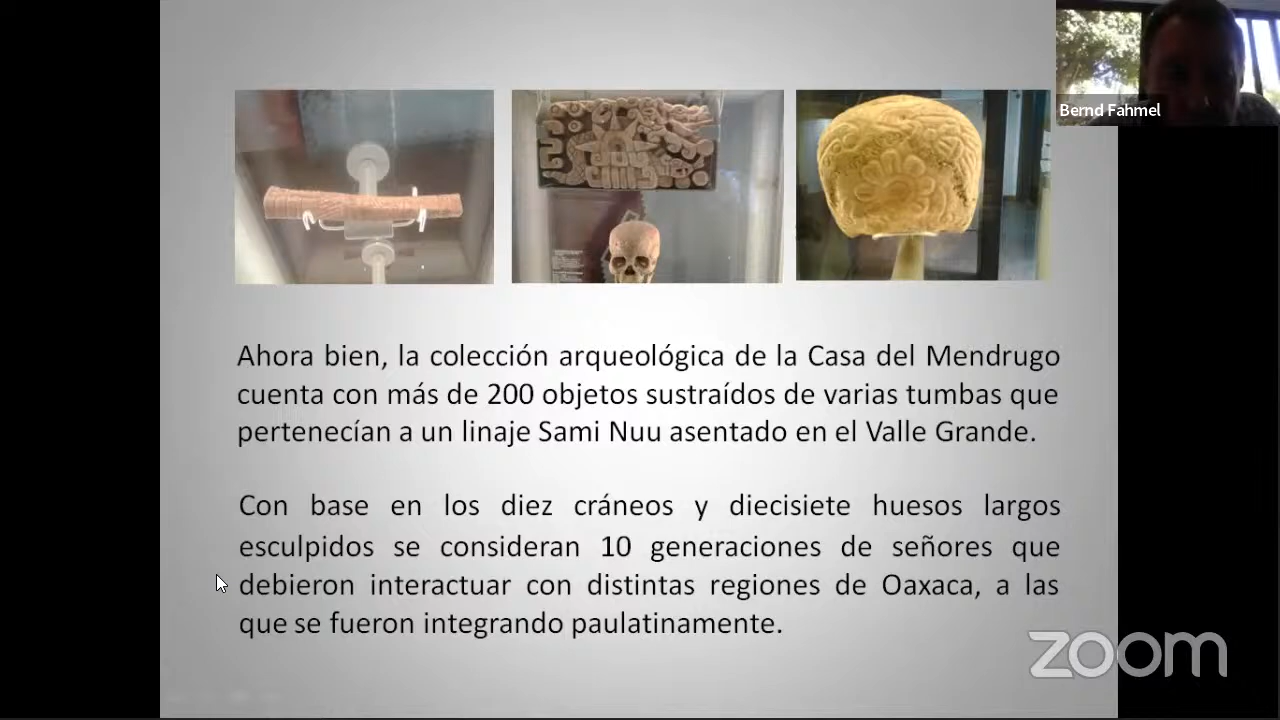 Bernd Fahmel
Ahora bien, la colección arqueológica de la Casa del Mendrugo
cuenta con más de 200 objetos sustraídos de varias tumbas que
pertenecían a un linaje Sami Nuu asentado en el Valle Grande.
Con base en los diez cráneos y diecisiete huesos largos
esculpidos se consideran 10 generaciones de señores que
debieron interactuar con distintas regiones de Oaxaca, a las
que se fueron integrando paulatinamente.
zoom